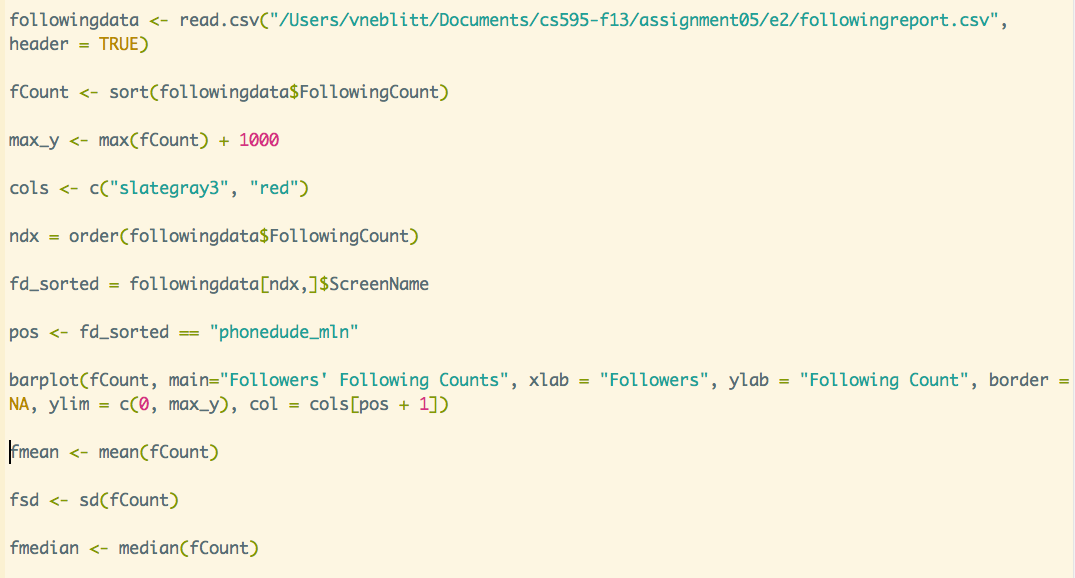 followingdata <- read.csv("/Users/vneblitt/Documents/cs595-f13/assignment05/e2/followingreport.csv",
header = TRUE)
fCount <- sort(followingdata$FollowingCount)
max_y <- max(fCount) + 1000
cols <- c("slategray3", "red")
ndx = order(followingdata$FollowingCount)
fd_sorted = followingdata[ndx,]$ScreenName
pos <- fd_sorted == "phonedude_mln"
barplot(fCount, main="Followers' Following Counts", xlab = "Followers", ylab = "Following Count", border =
NA, ylim = c(0, max_y), col = cols[pos + 1])
fmean <- mean(fCount)
fsd <- sd(fCount)
fmedian <- median(fCount)